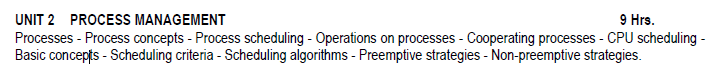 UNIT 2 PROCESS MANAGEMENT 9 Hrs.
Processes - Process concepts - Process scheduling - Operations on processes - Cooperating processes - CPU scheduling -
Basic concepts - Scheduling criteria - Scheduling algorithms - Preemptive strategies - Non-preemptive strategies.